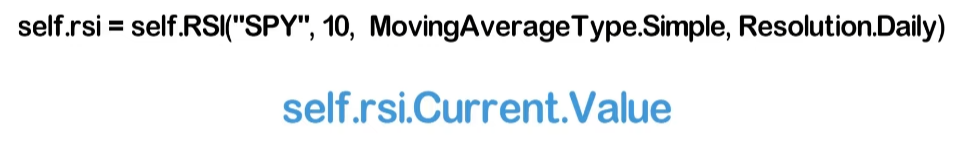 self.rsi = self.RSI("SPY", 10, MovingAverageType.Simple, Resolution.Daily)
self.rsi.Current.Value